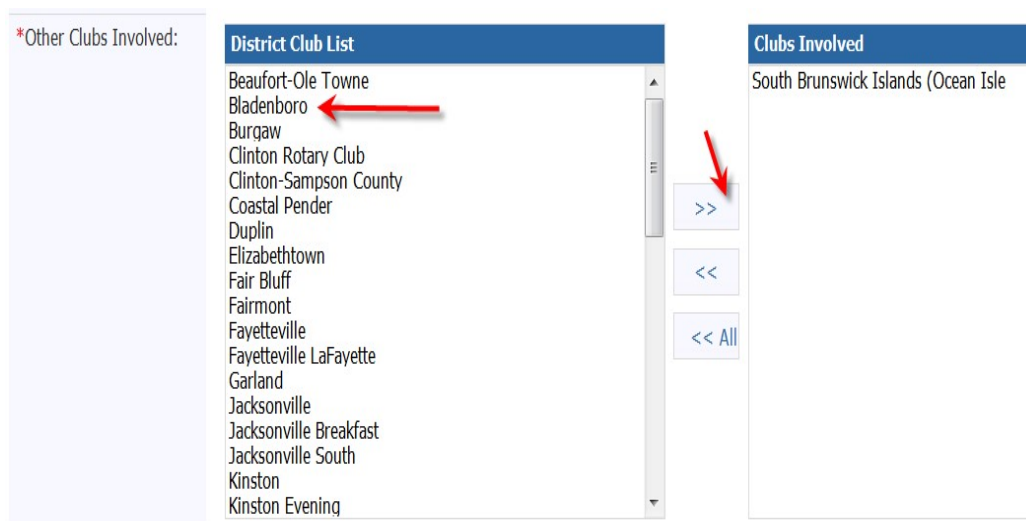 *Other Clubs Involved:
District Club List
Beaufort-Ole Towne
Bladenboro
Burgaw
Clinton Rotary Club
Clinton-Sampson County
Coastal Pender
Duplin
Elizabethtown
Fair Bluff
Fairmont
Fayetteville
Fayetteville LaFayette
Garland
Jacksonville
Jacksonville Breakfast
Jacksonville South
Kinston
Kinston Evening
>>
<<
<< All
Clubs Involved
South Brunswick Islands (Ocean Isle